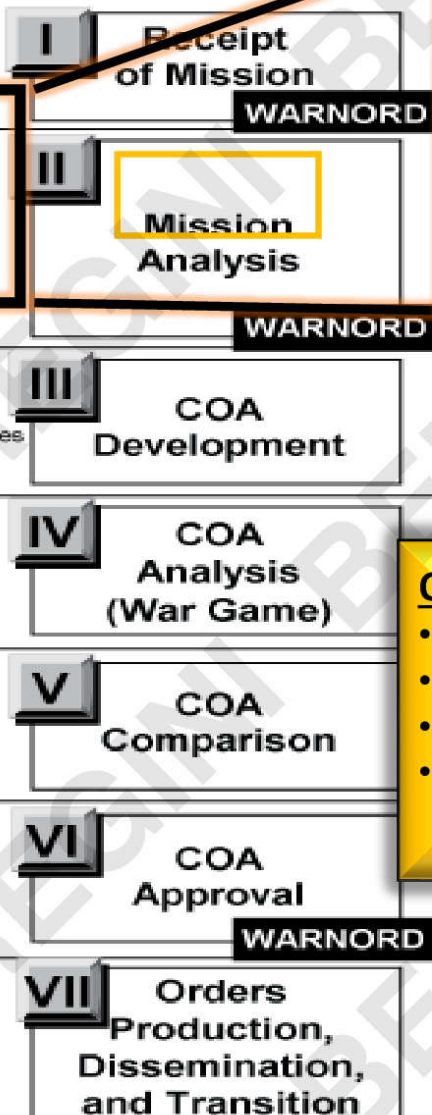 I
Receipt
of Mission
WARNORD
II
Mission
Analysis
WARNORD
III
es
COA
Development
IV
COA
Analysis
(War Game)
V
COA
Comparison
VI
COA
Approval
WARNORD
VII
Orders
Production,
Dissemination,
and Transition